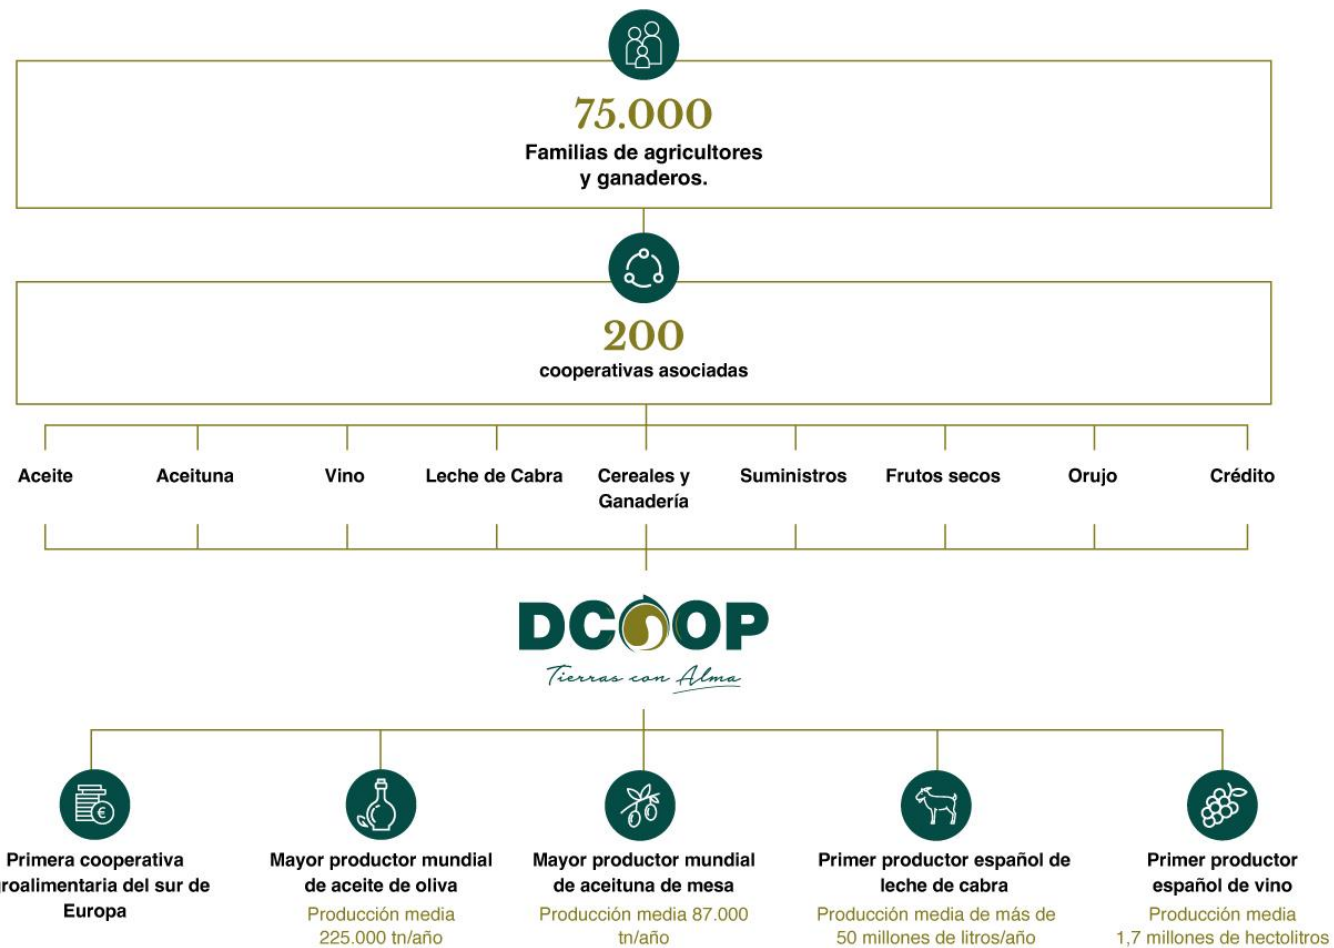 75.000
Familias de agricultores
y ganaderos.
200
cooperativas asociadas
Aceite
Aceituna
Vino
Leche de Cabra
Cereales y
Ganadería
Suministros
Frutos secos
Orujo
Crédito
DCOOP
Tierras con Alma
Primera cooperativa
groalimentaria del sur de
Europa
Mayor productor mundial
de aceite de oliva
Producción media
225.000 tn/año
Mayor productor mundial
de aceituna de mesa
Producción media 87.000
tn/año
Primer productor español de
leche de cabra
Producción media de más de
50 millones de litros/año
Primer productor
español de vino
Producción media
1,7 millones de hectolitros